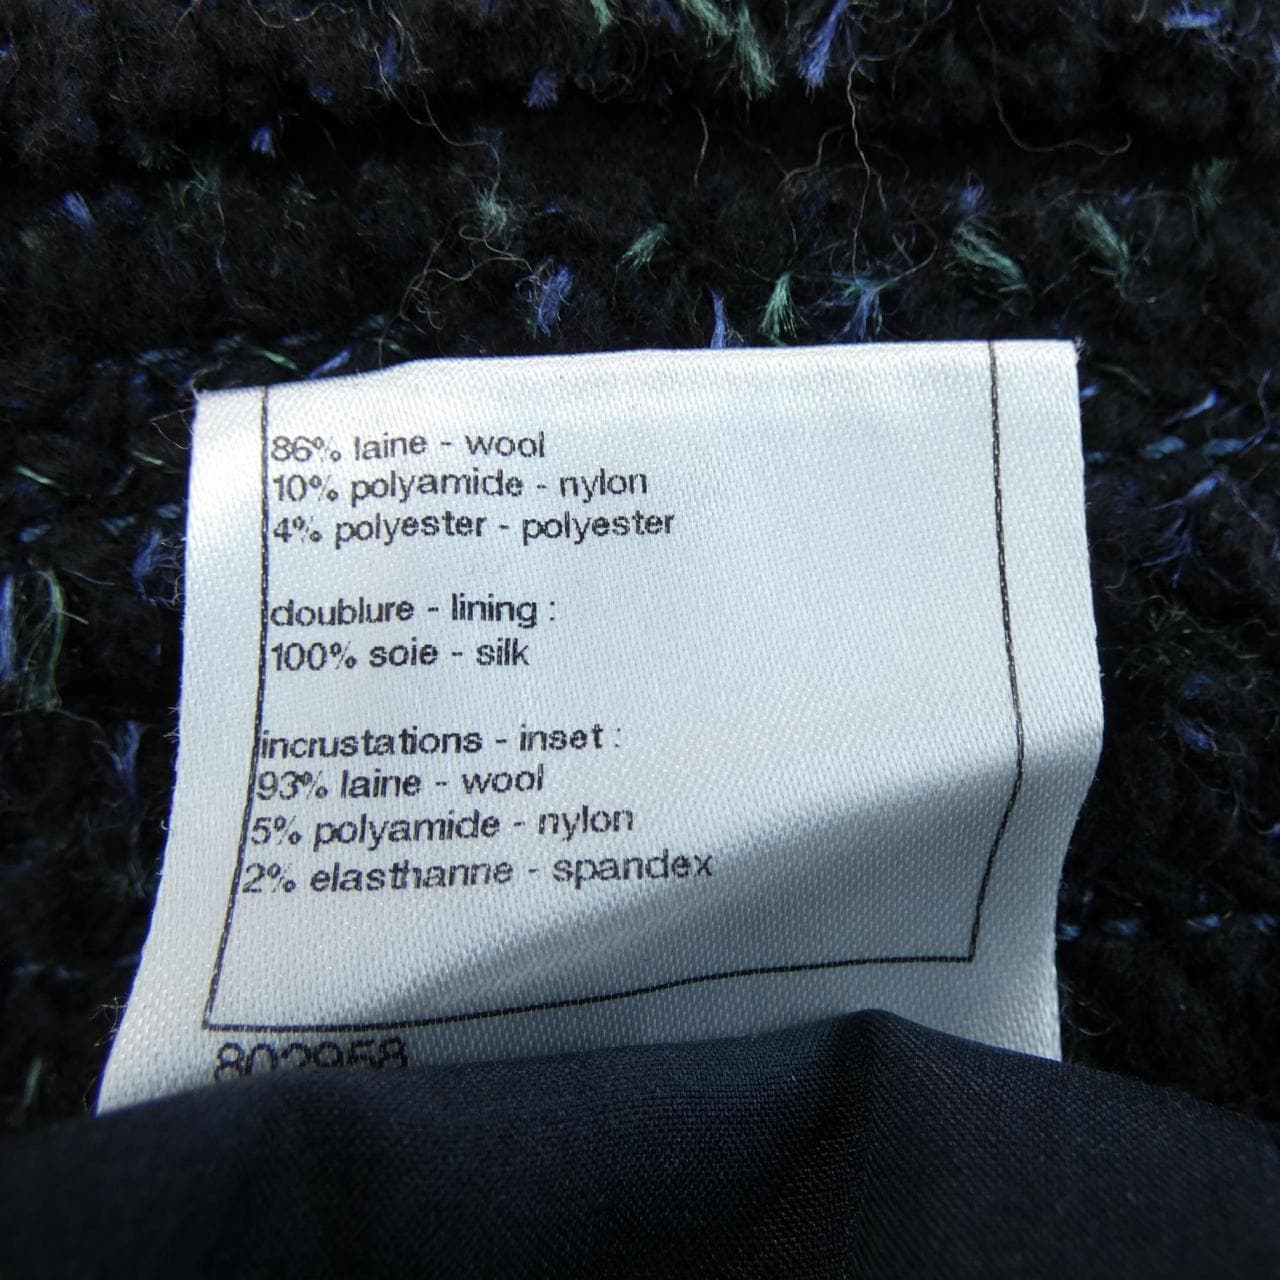 86% laine - wool
10% polyamide - nylon
4% polyester - polyester
doublure - lining :
100% soie - silk
incrustations - inset :
93% laine - wool
5% polyamide - nylon
2% elasthanne - spandex
802958